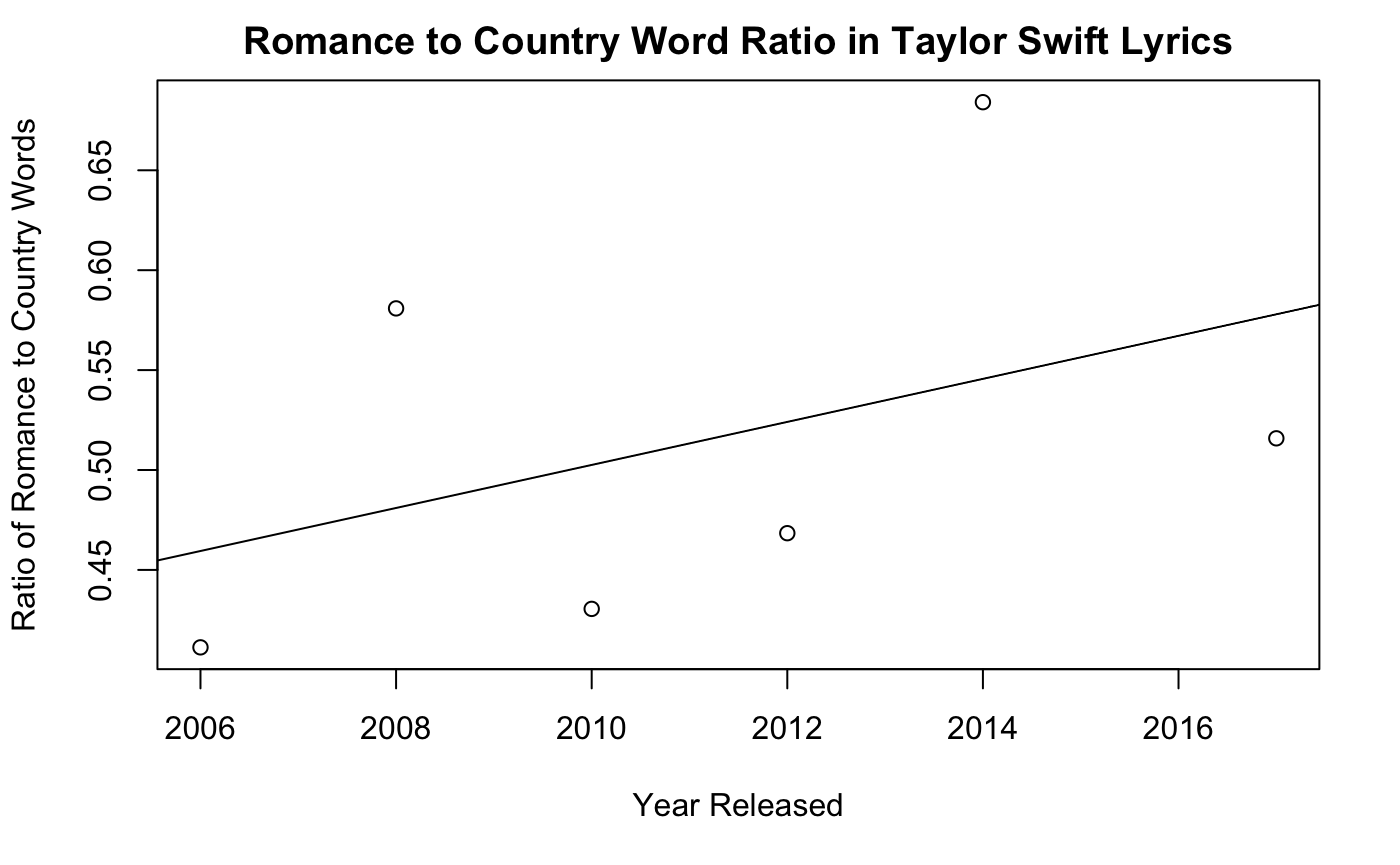 Romance to Country Word Ratio in Taylor Swift Lyrics
Ratio of Romance to Country Words
0.65
0.60
0.55
0.50
0.45
2006 2008 2010 2012 2014 2016
Year Released